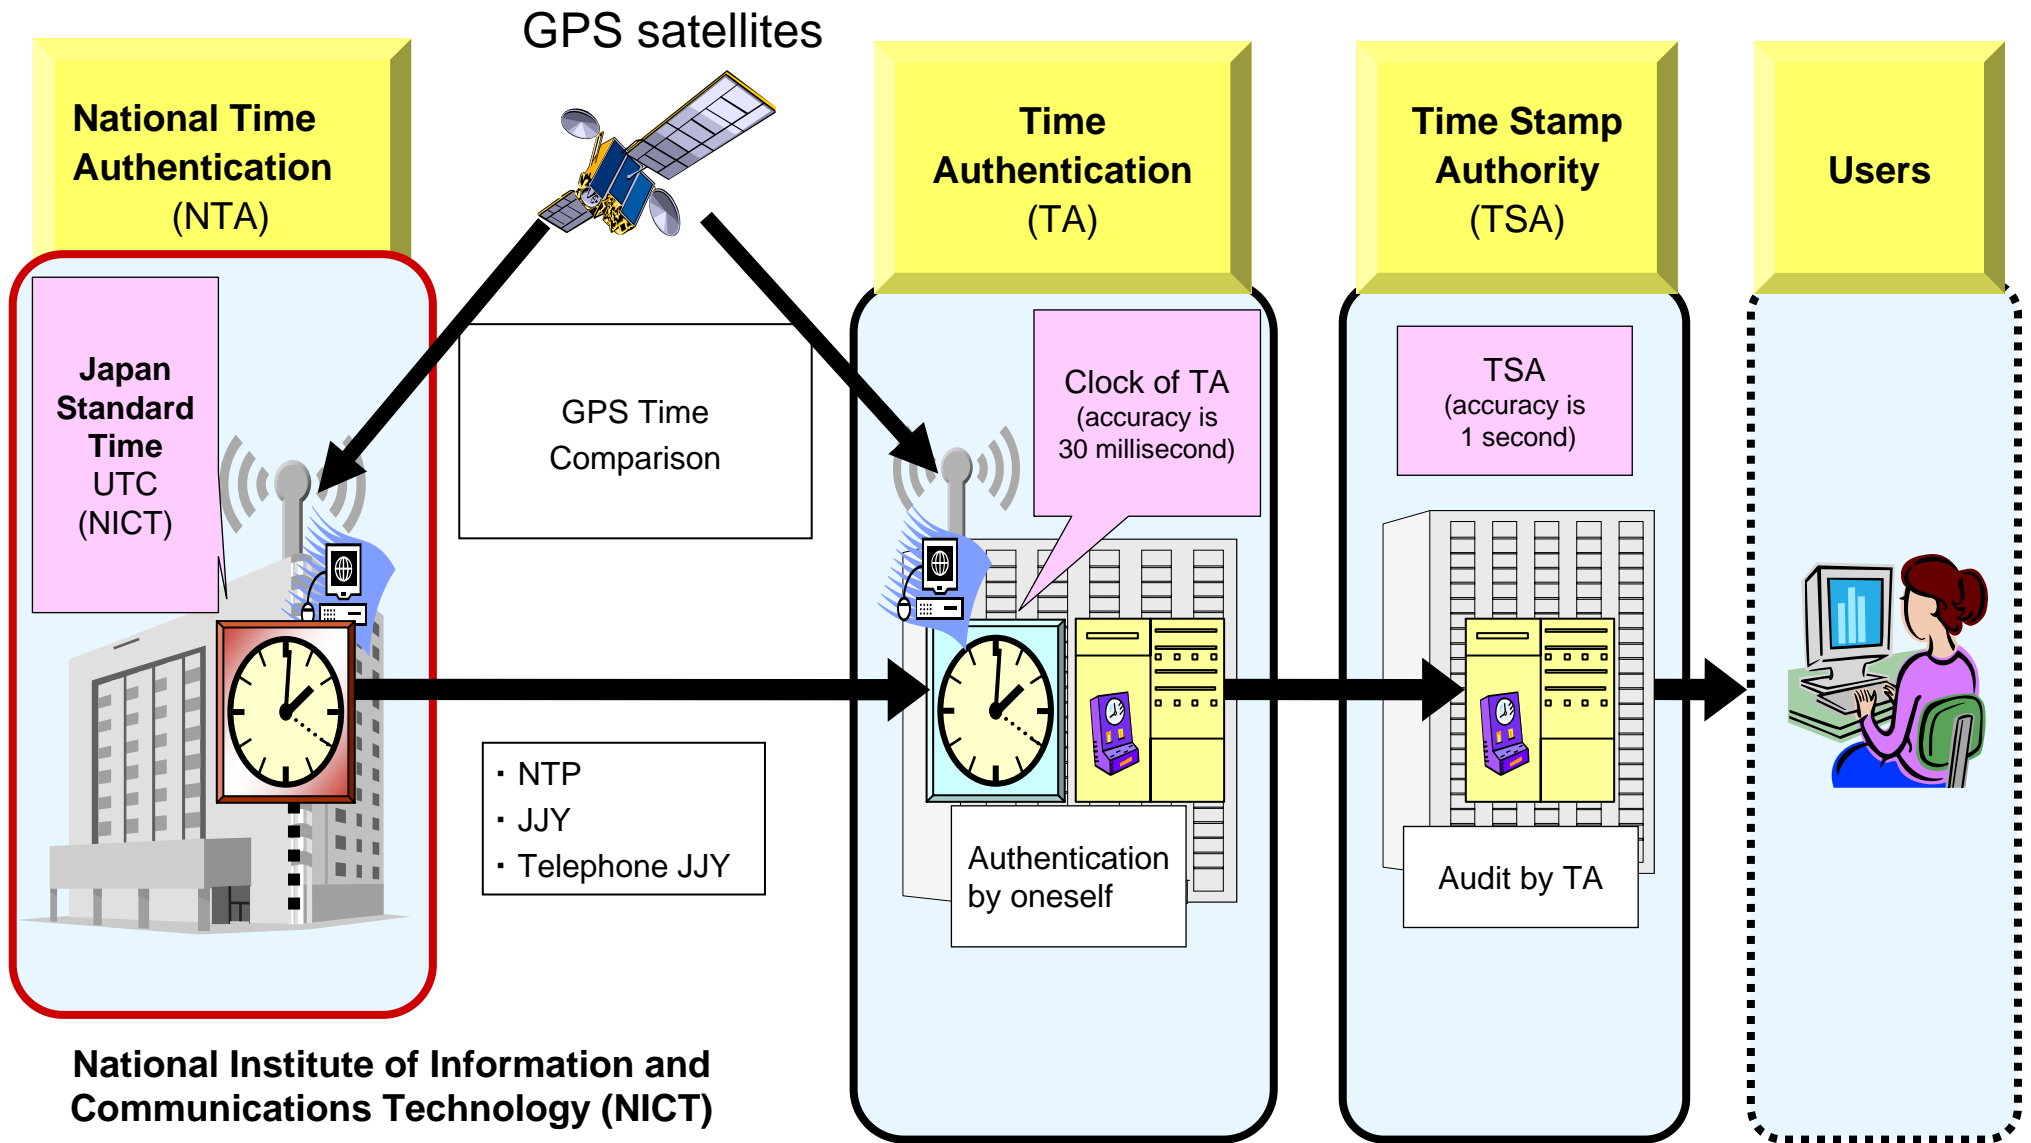 GPS satellites
National Time
Authentication
(NTA)
Time
Authentication
(TA)
Time Stamp
Authority
(TSA)
Users
Japan
Standard
Time
UTC
(NICT)
GPS Time
Comparison
Clock of TA
(accuracy is
30 millisecond)
TSA
(accuracy is
1 second)
・ NTP
・ JJY
・ Telephone JJY
Authentication
by oneself
Audit by TA
National Institute of Information and
Communications Technology (NICT)